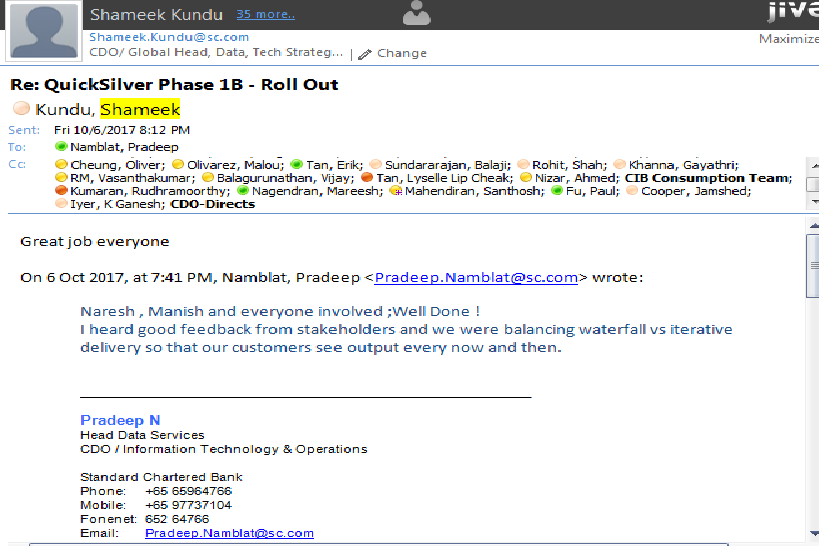 Shameek Kundu 35 more..
jive
Shameek.Kundu@sc.com
CDO/ Global Head, Data, Tech Strateg... | Change
Maximize
Re: QuickSilver Phase 1B - Roll Out
Kundu, Shameek
Sent: Fri 10/6/2017 8:12 PM
To: Namblat, Pradeep
Cc: Cheung, Oliver; Olivarez, Malou; Tan, Erik; Sundararajan, Balaji; Rohit, Shah; Khanna, Gayathri;
RM, Vasanthakumar; Balagurunathan, Vijay; Tan, Lyselle Lip Cheak; Nizar, Ahmed; CIB Consumption Team;
Kumaran, Rudhramoorthy; Nagendran, Mareesh; Mahendiran, Santhosh; Fu, Paul; Cooper, Jamshed;
Iyer, K Ganesh; CDO-Directs
Great job everyone
On 6 Oct 2017, at 7:41 PM, Namblat, Pradeep <Pradeep.Namblat@sc.com> wrote:
Naresh , Manish and everyone involved ;Well Done !
I heard good feedback from stakeholders and we were balancing waterfall vs iterative
delivery so that our customers see output every now and then.
Pradeep N
Head Data Services
CDO / Information Technology & Operations
Standard Chartered Bank
Phone: +65 65964766
Mobile: +65 97737104
Fonenet: 652 64766
Email: Pradeep.Namblat@sc.com